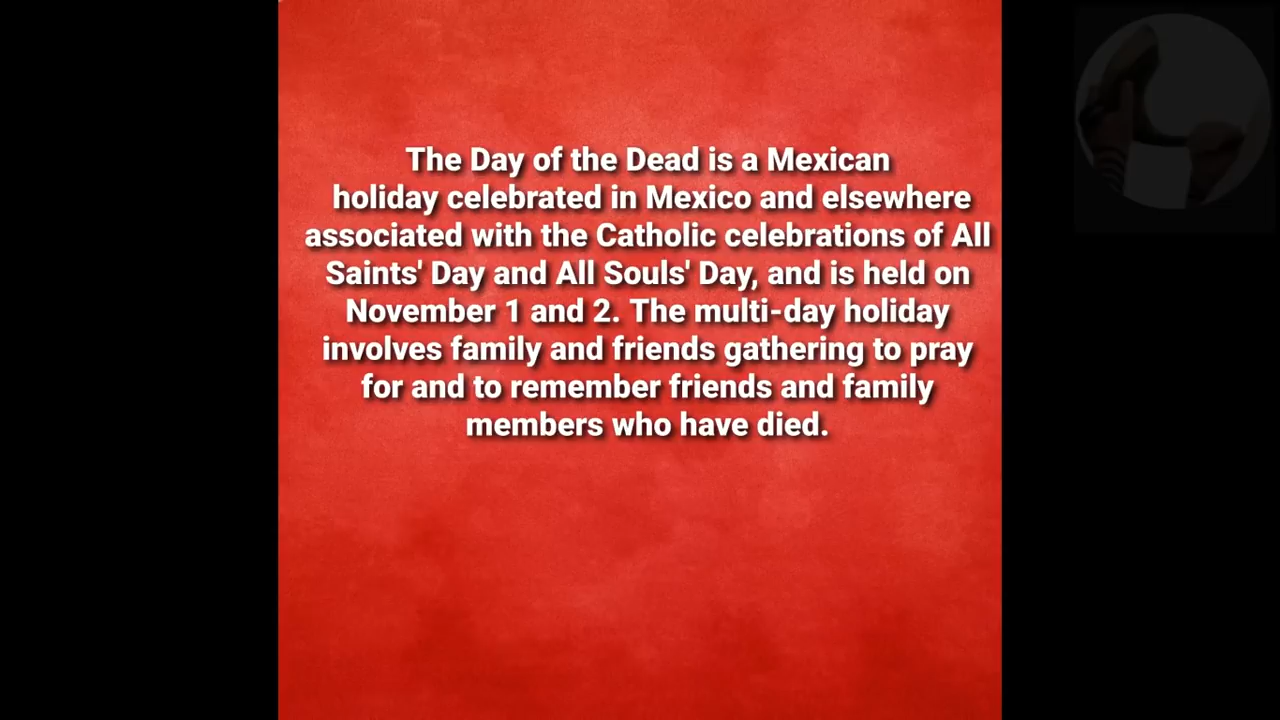 The Day of the Dead is a Mexican
holiday celebrated in Mexico and elsewhere
associated with the Catholic celebrations of All
Saints' Day and All Souls' Day, and is held on
November 1 and 2. The multi-day holiday
involves family and friends gathering to pray
for and to remember friends and family
members who have died.